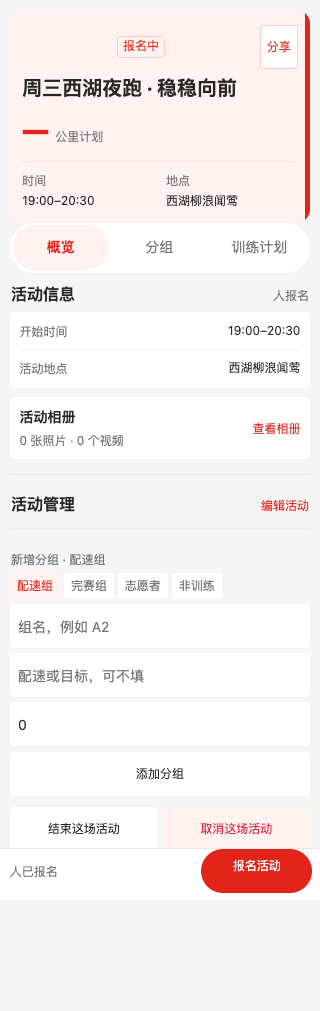 报名中
分享
周三西湖夜跑 · 稳稳向前
— 公里计划
时间
地点
19:00–20:30
西湖柳浪闻莺
概览
分组
训练计划
活动信息
人报名
开始时间
19:00–20:30
活动地点
西湖柳浪闻莺
活动相册
0 张照片 · 0 个视频
查看相册
活动管理
编辑活动
新增分组 · 配速组
配速组
完赛组
志愿者
非训练
组名，例如 A2
配速或目标，可不填
0
添加分组
结束这场活动
取消这场活动
人已报名
报名活动